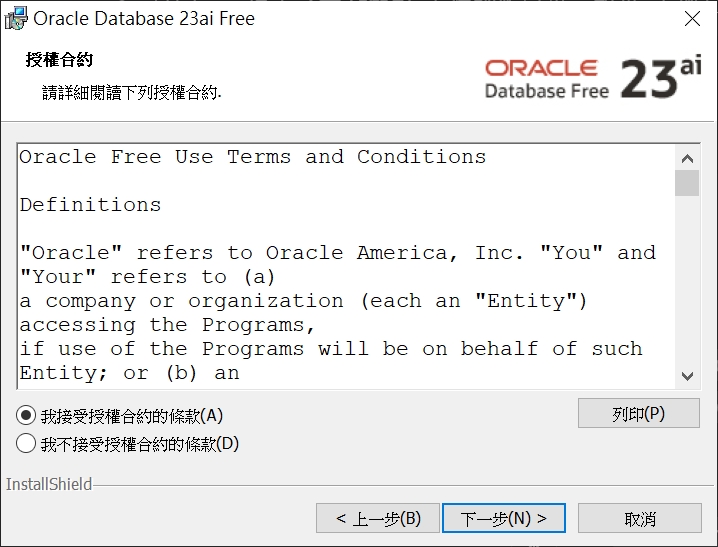 Oracle Database 23ai Free
授權合約
請詳細閱讀下列授權合約.
ORACLE
Database Free 23ai
Oracle Free Use Terms and Conditions
Definitions
"Oracle" refers to Oracle America, Inc. "You" and
"Your" refers to (a)
a company or organization (each an "Entity")
accessing the Programs,
if use of the Programs will be on behalf of such
Entity; or (b) an
我接受授權合約的條款(A)
列印(P)
我不接受授權合約的條款(D)
InstallShield
< 上一步(B)
下一步(N) >
取消